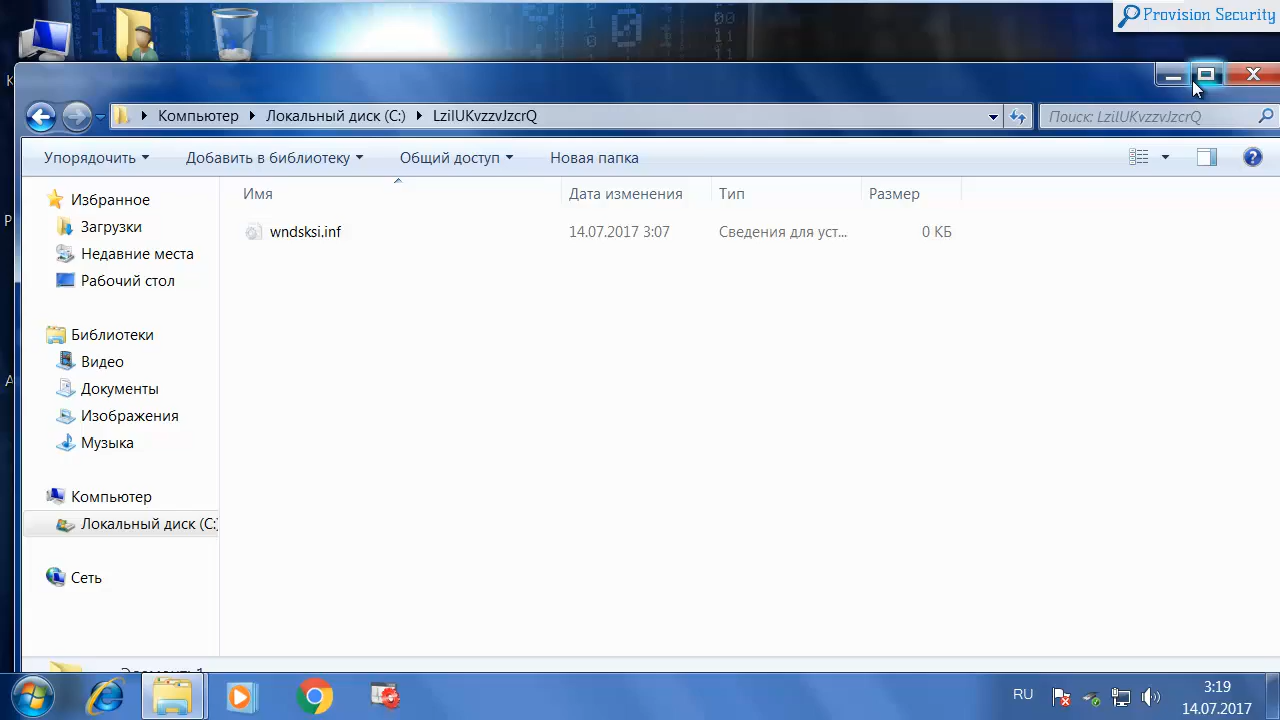 Provision Security
Компьютер
Локальный диск (C:)
LzilUKvzzvJzcrQ
Поиск: LzilUKvzzvJzcrQ
Упорядочить
Добавить в библиотеку
Общий доступ
Новая папка
Имя
Дата изменения
Тип
Размер
wndsksi.inf
14.07.2017 3:07
Сведения для уст...
0 КБ
Избранное
Загрузки
Недавние места
Рабочий стол
Библиотеки
Видео
Документы
Изображения
Музыка
Компьютер
Локальный диск (C:)
Сеть
RU
3:19
14.07.2017